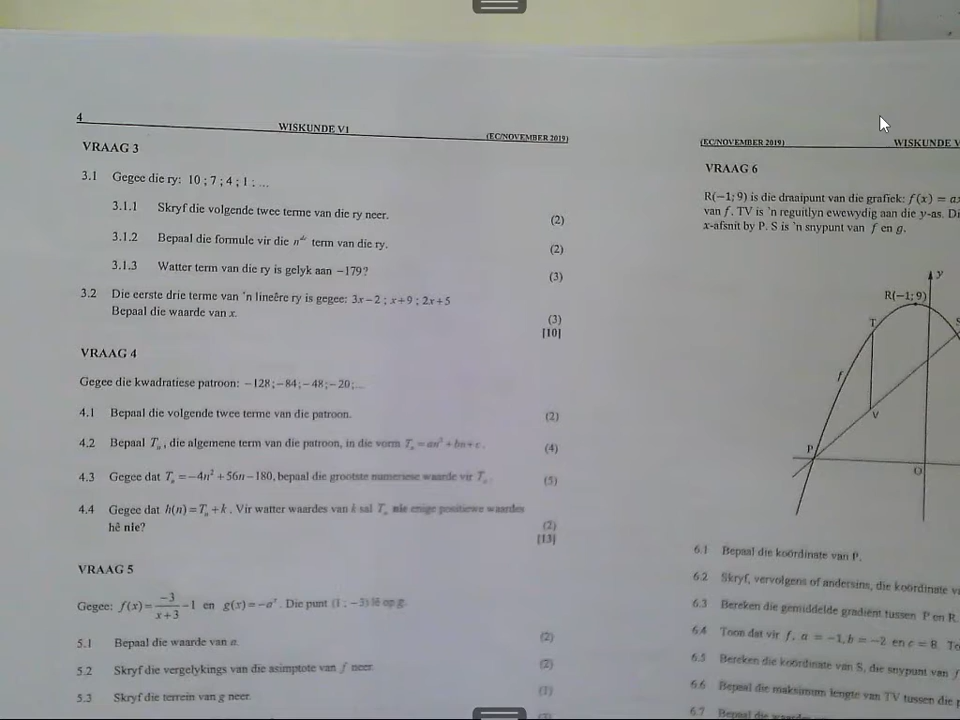 4
WISKUNDE V1
(EC/NOVEMBER 2019)
VRAAG 3
3.1 Gegee die ry: 10 ; 7 ; 4 ; 1 ; ...
3.1.1 Skryf die volgende twee terme van die ry neer. (2)
3.1.2 Bepaal die formule vir die nde term van die ry. (2)
3.1.3 Watter term van die ry is gelyk aan −179? (3)
3.2 Die eerste drie terme van 'n lineêre ry is gegee: 3x−2 ; x+9 ; 2x+5
Bepaal die waarde van x. (3)
[10]
VRAAG 4
Gegee die kwadratiese patroon: −128 ; −84 ; −48 ; −20 ; ...
4.1 Bepaal die volgende twee terme van die patroon. (2)
4.2 Bepaal Tn, die algemene term van die patroon, in die vorm Tn = an² + bn + c. (4)
4.3 Gegee dat Tn = −4n² + 56n − 180, bepaal die grootste numeriese waarde vir Tn. (5)
4.4 Gegee dat h(n) = Tn + k. Vir watter waardes van k sal Tn nie enige positiewe waardes
hê nie? (2)
[13]
VRAAG 5
Gegee: f(x) = −3/(x+3) − 1 en g(x) = −aˣ. Die punt (1 ; −3) lê op g.
5.1 Bepaal die waarde van a. (2)
5.2 Skryf die vergelykings van die asimptote van f neer. (2)
5.3 Skryf die terrein van g neer. (1)
(EC/NOVEMBER 2019)
WISKUNDE V
VRAAG 6
R(−1; 9) is die draaipunt van die grafiek: f(x) =
van f. TV is 'n reguitlyn ewewydig aan die y-as.
x-afsnit by P. S is 'n snypunt van f en g.
y
R(−1; 9)
T
S
f
V
P
O
6.1 Bepaal die koördinate van P.
6.2 Skryf, vervolgens of andersins, die koördinate
6.3 Bereken die gemiddelde gradiënt tussen P en R.
6.4 Toon dat vir f, a = −1, b = −2 en c = 8.
6.5 Bereken die koördinate van S, die snypunt van f
6.6 Bepaal die maksimum lengte van TV tussen die
6.7 Bepaal die